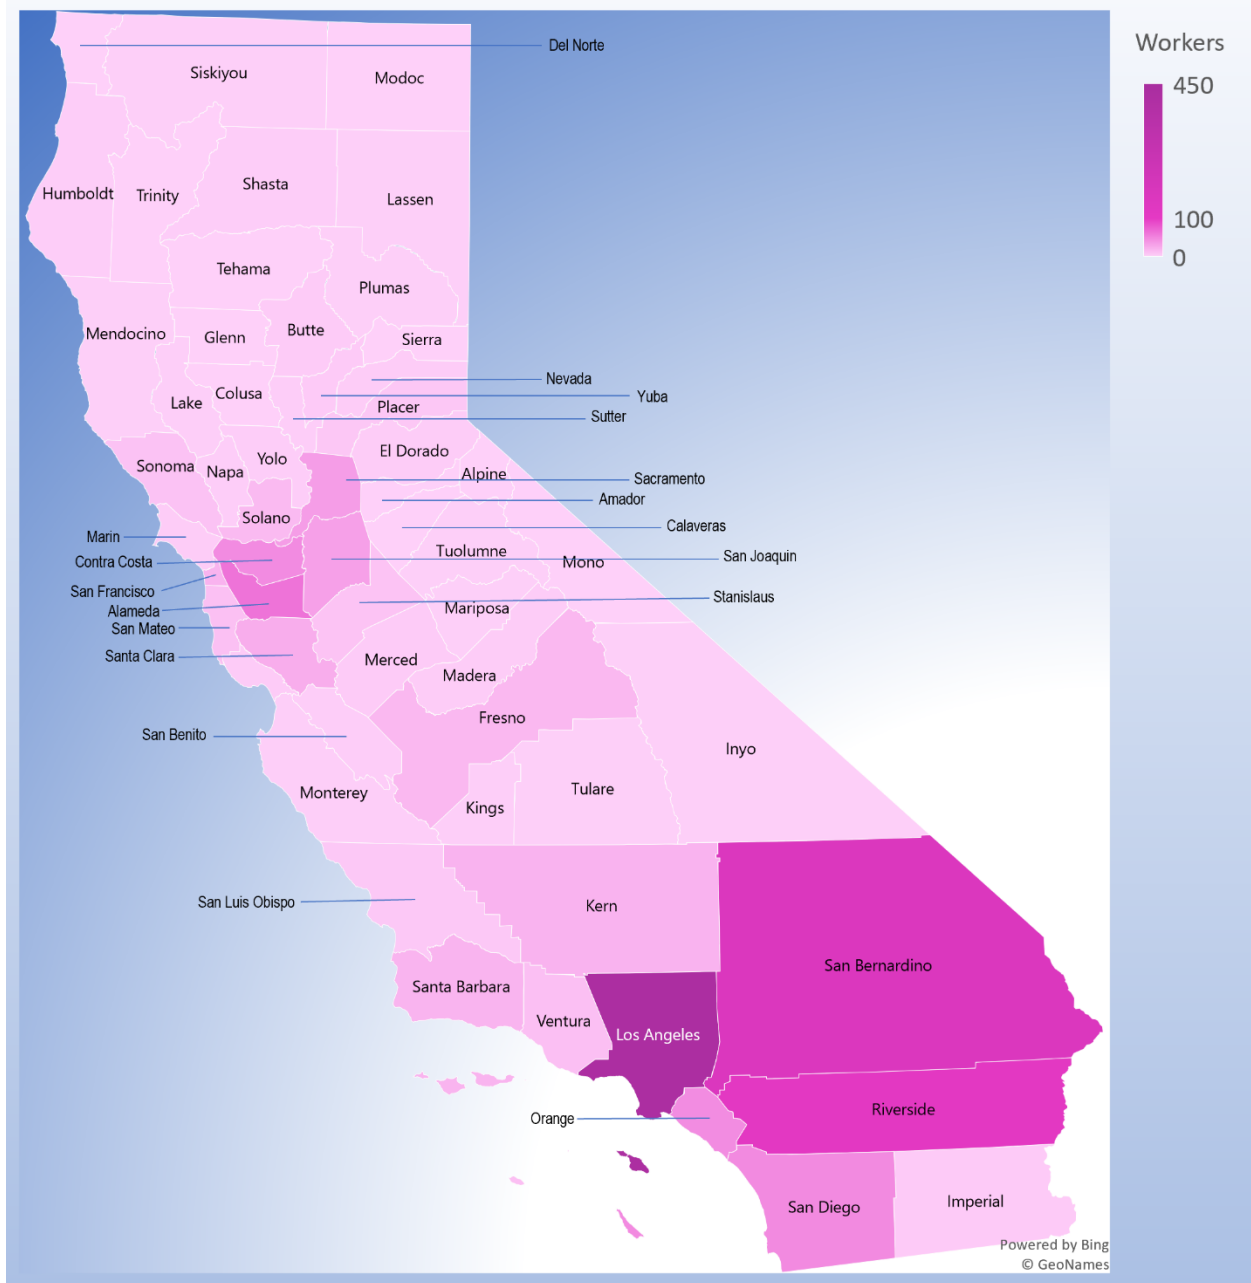 Workers
450
100
0
Del Norte
Siskiyou
Modoc
Humboldt
Trinity
Shasta
Lassen
Tehama
Plumas
Mendocino
Glenn
Butte
Sierra
Nevada
Lake
Colusa
Yuba
Placer
Sutter
Sonoma
Napa
Yolo
El Dorado
Alpine
Sacramento
Amador
Solano
Calaveras
Marin
Contra Costa
Tuolumne
San Joaquin
Mono
San Francisco
Stanislaus
Alameda
Mariposa
San Mateo
Santa Clara
Merced
Madera
Fresno
San Benito
Inyo
Monterey
Kings
Tulare
San Luis Obispo
Kern
San Bernardino
Santa Barbara
Ventura
Los Angeles
Orange
Riverside
San Diego
Imperial
Powered by Bing
© GeoNames